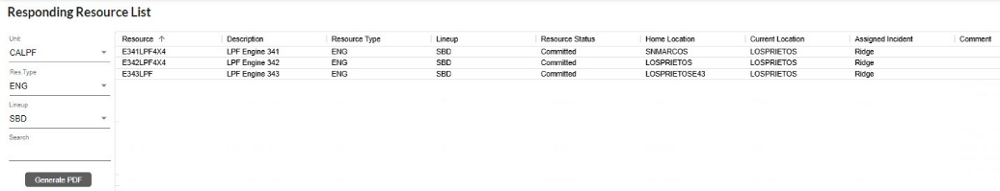 Responding Resource List
Unit
CALPF
Res.Type
ENG
Lineup
SBD
Search
Generate PDF
Resource ↑ Description Resource Type Lineup Resource Status Home Location Current Location Assigned Incident Comment
E341LPF4X4 LPF Engine 341 ENG SBD Committed SNMARCOS LOSPRIETOS Ridge
E342LPF4X4 LPF Engine 342 ENG SBD Committed LOSPRIETOS LOSPRIETOS Ridge
E343LPF LPF Engine 343 ENG SBD Committed LOSPRIETOSE43 LOSPRIETOS Ridge